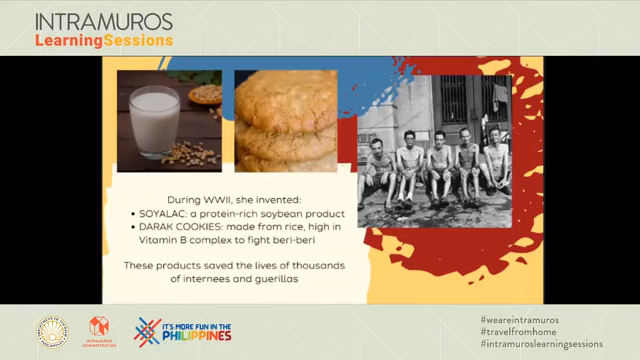 INTRAMUROS
LearningSessions
During WWII, she invented:
• SOYALAC: a protein-rich soybean product
• DARAK COOKIES: made from rice, high in
Vitamin B complex to fight beri-beri
These products saved the lives of thousands
of internees and guerillas
INTRAMUROS
ADMINISTRATION
IT'S MORE FUN IN THE
PHILIPPINES
#weareintramuros
#travelfromhome
#intramuroslearningsessions